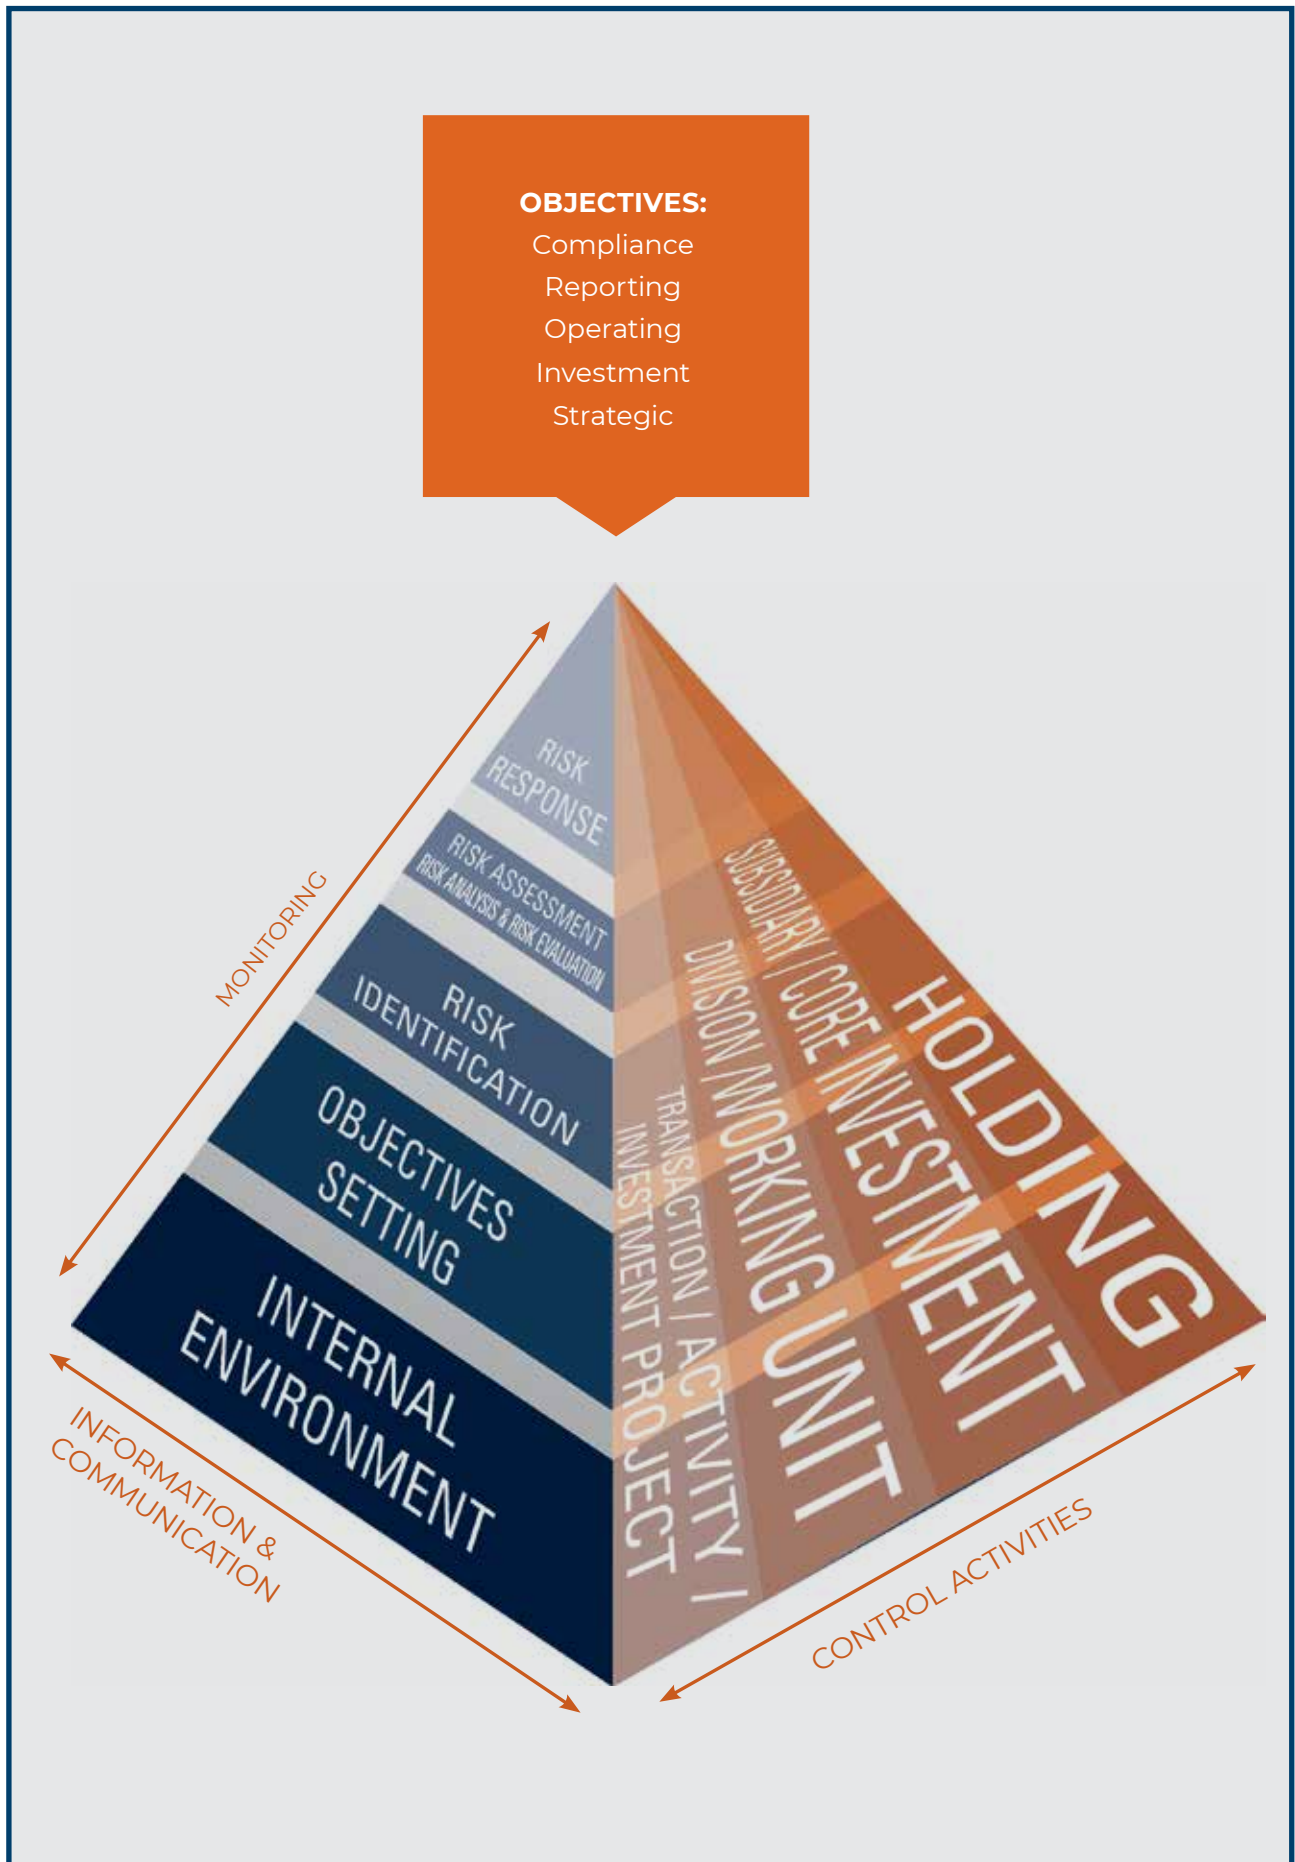 OBJECTIVES:
Compliance
Reporting
Operating
Investment
Strategic
MONITORING
RISK
RESPONSE
RISK ASSESSMENT
RISK ANALYSIS & RISK EVALUATION
RISK
IDENTIFICATION
OBJECTIVES
SETTING
INTERNAL
ENVIRONMENT
HOLDING
SUBSIDIARY / CORE INVESTMENT
DIVISION /WORKING UNIT
TRANSACTION / ACTIVITY /
INVESTMENT PROJECT
INFORMATION &
COMMUNICATION
CONTROL ACTIVITIES